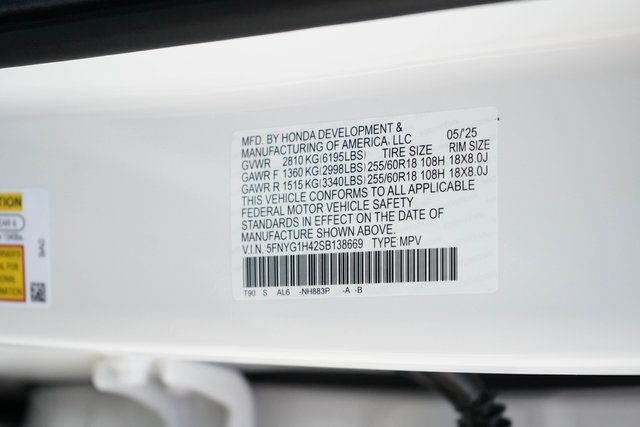 MFD. BY HONDA DEVELOPMENT & 05/25
MANUFACTURING OF AMERICA, LLC
GVWR 2810 KG(6195LBS) TIRE SIZE RIM SIZE
GAWR F 1360 KG(2998LBS) 255/60R18 108H 18X8.0J
GAWR R 1515 KG(3340LBS) 255/60R18 108H 18X8.0J
THIS VEHICLE CONFORMS TO ALL APPLICABLE
FEDERAL MOTOR VEHICLE SAFETY
STANDARDS IN EFFECT ON THE DATE OF
MANUFACTURE SHOWN ABOVE.
V.I.N. 5FNYG1H42SB138669 TYPE:MPV
T90 S AL6 -NH883P -A -B
9A0